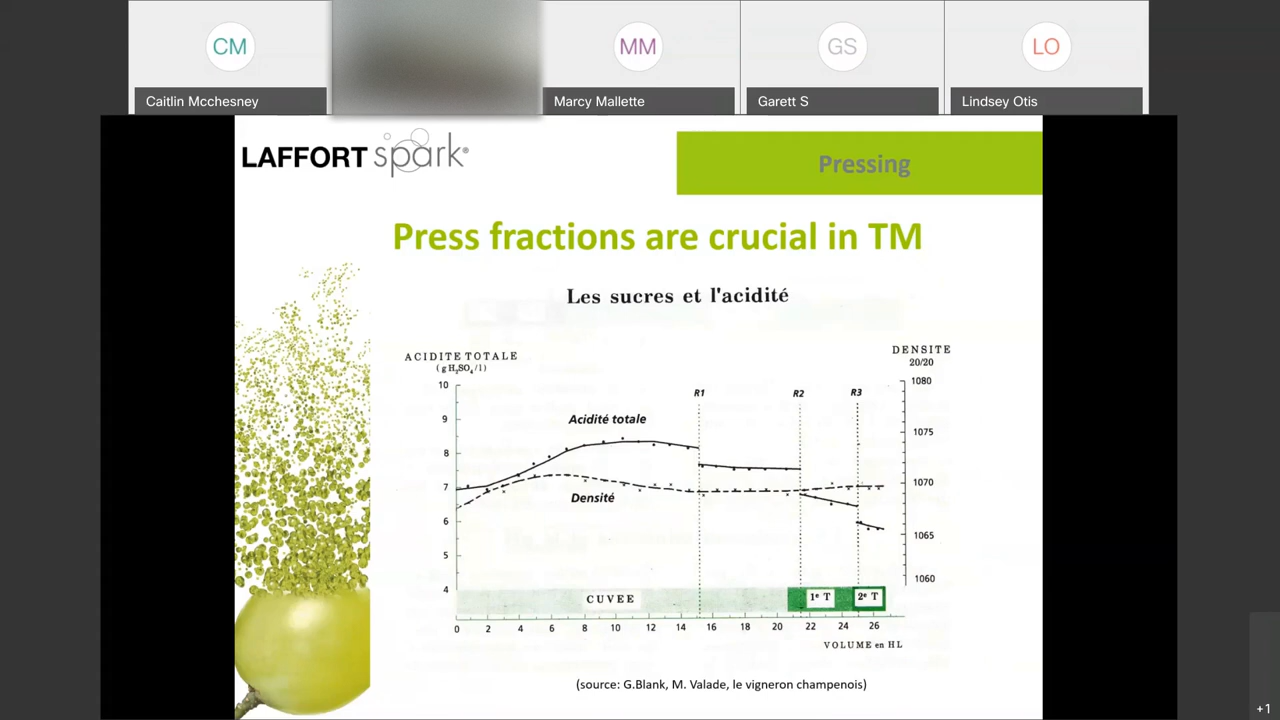 CM
MM
GS
LO
Caitlin Mcchesney
Marcy Mallette
Garett S
Lindsey Otis
LAFFORT spark®
Pressing
Press fractions are crucial in TM
Les sucres et l'acidité
ACIDITE TOTALE
(g H₂SO₄/l)
DENSITE
20/20
10
9
8
7
6
5
4
1080
1075
1070
1065
1060
R1
R2
R3
Acidité totale
Densité
CUVEE
1ᵉ T
2ᵉ T
0 2 4 6 8 10 12 14 16 18 20 22 24 26
VOLUME en HL
(source: G.Blank, M. Valade, le vigneron champenois)
+1